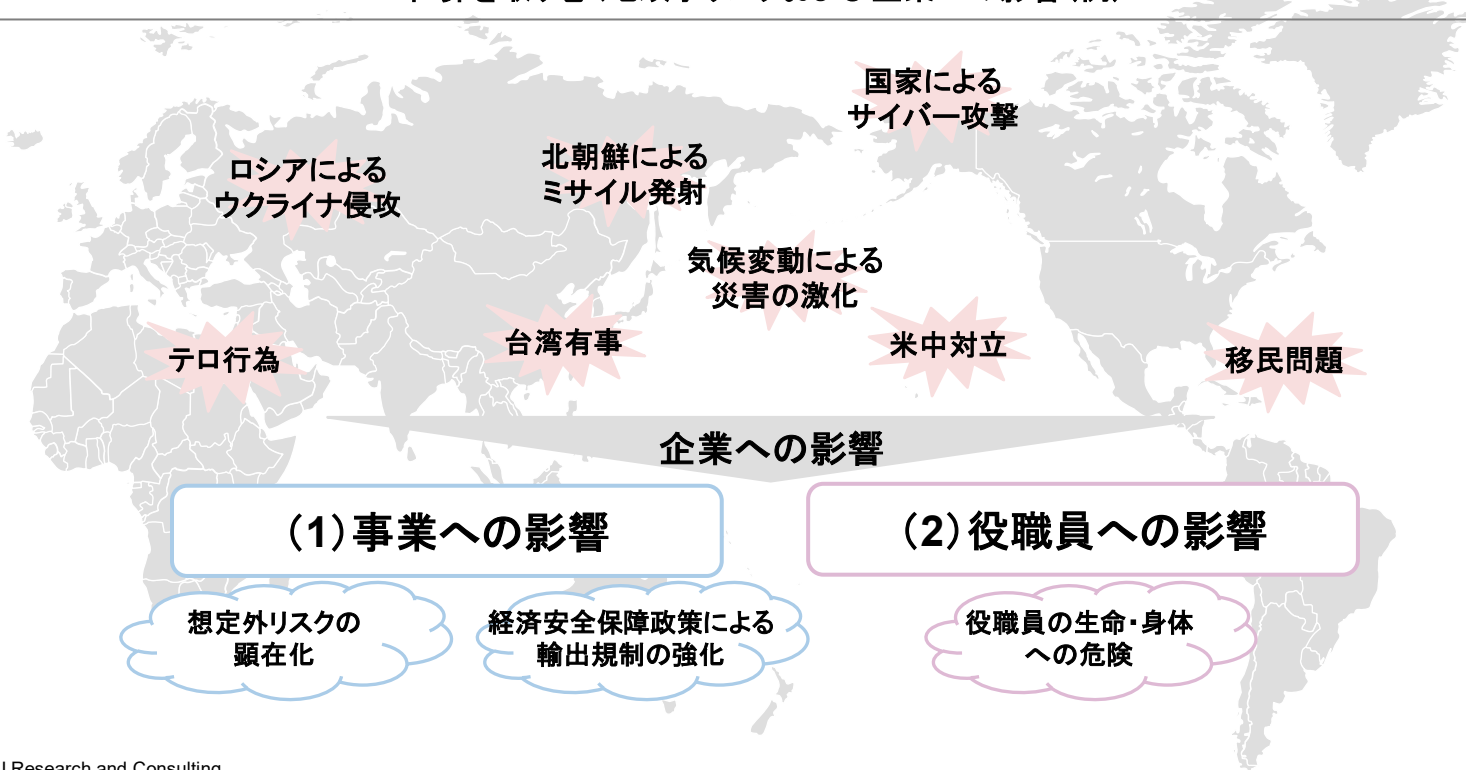 国家による
サイバー攻撃
北朝鮮による
ミサイル発射
ロシアによる
ウクライナ侵攻
気候変動による
災害の激化
テロ行為
台湾有事
米中対立
移民問題
企業への影響
（1）事業への影響
（2）役職員への影響
想定外リスクの
顕在化
経済安全保障政策による
輸出規制の強化
役職員の生命・身体
への危険
Research and Consulting